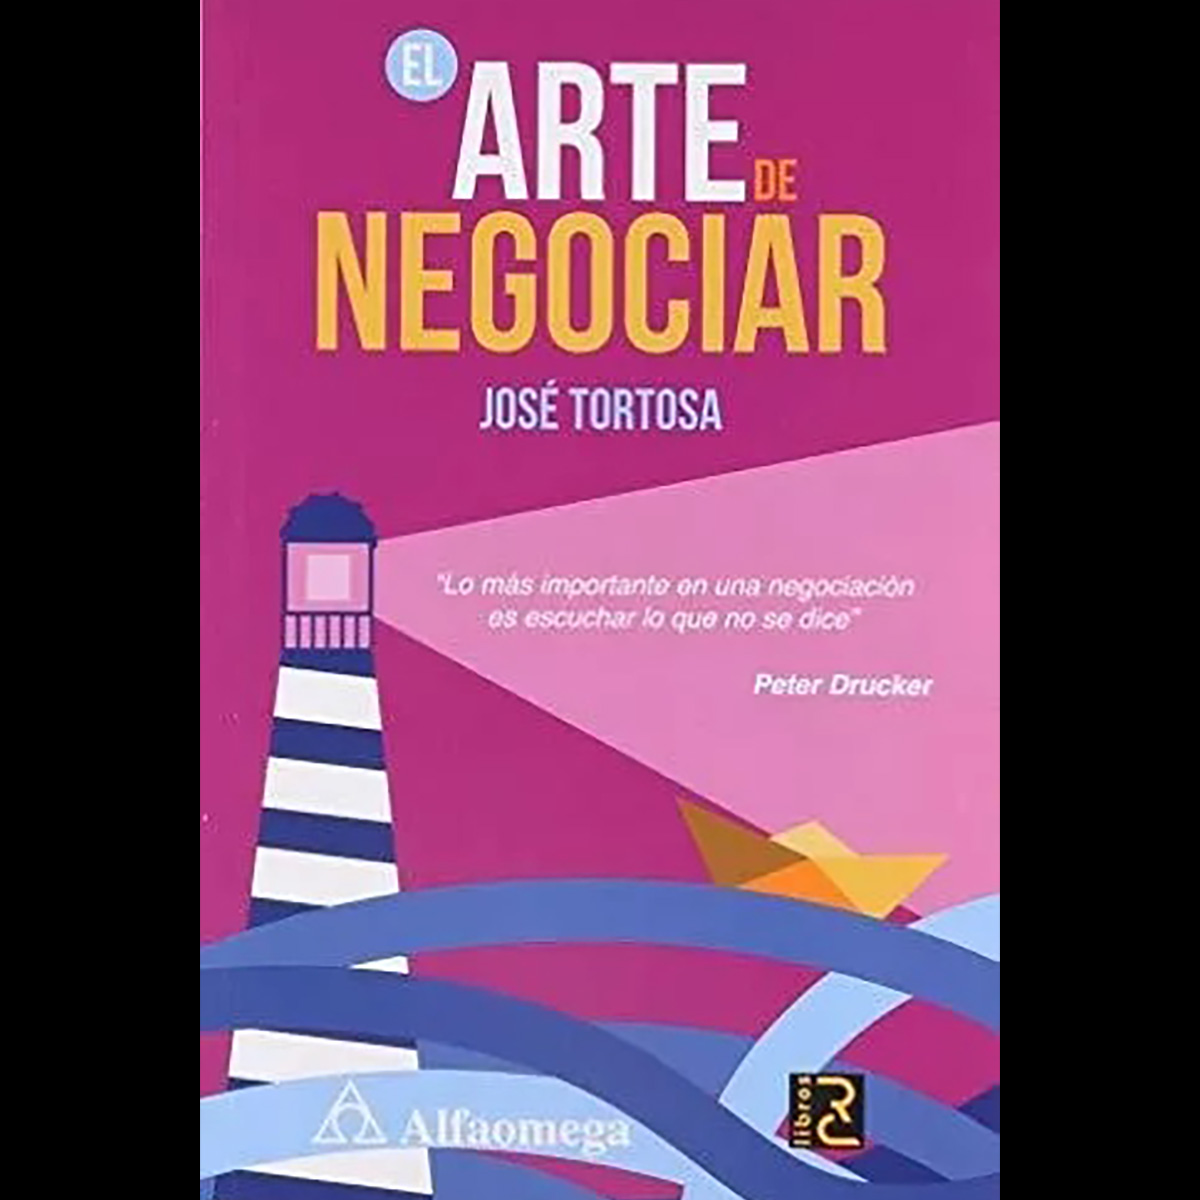 EL
ARTE DE
NEGOCIAR
JOSÉ TORTOSA
"Lo más importante en una negociación
es escuchar lo que no se dice"
Peter Drucker
Alfaomega
libros
RC